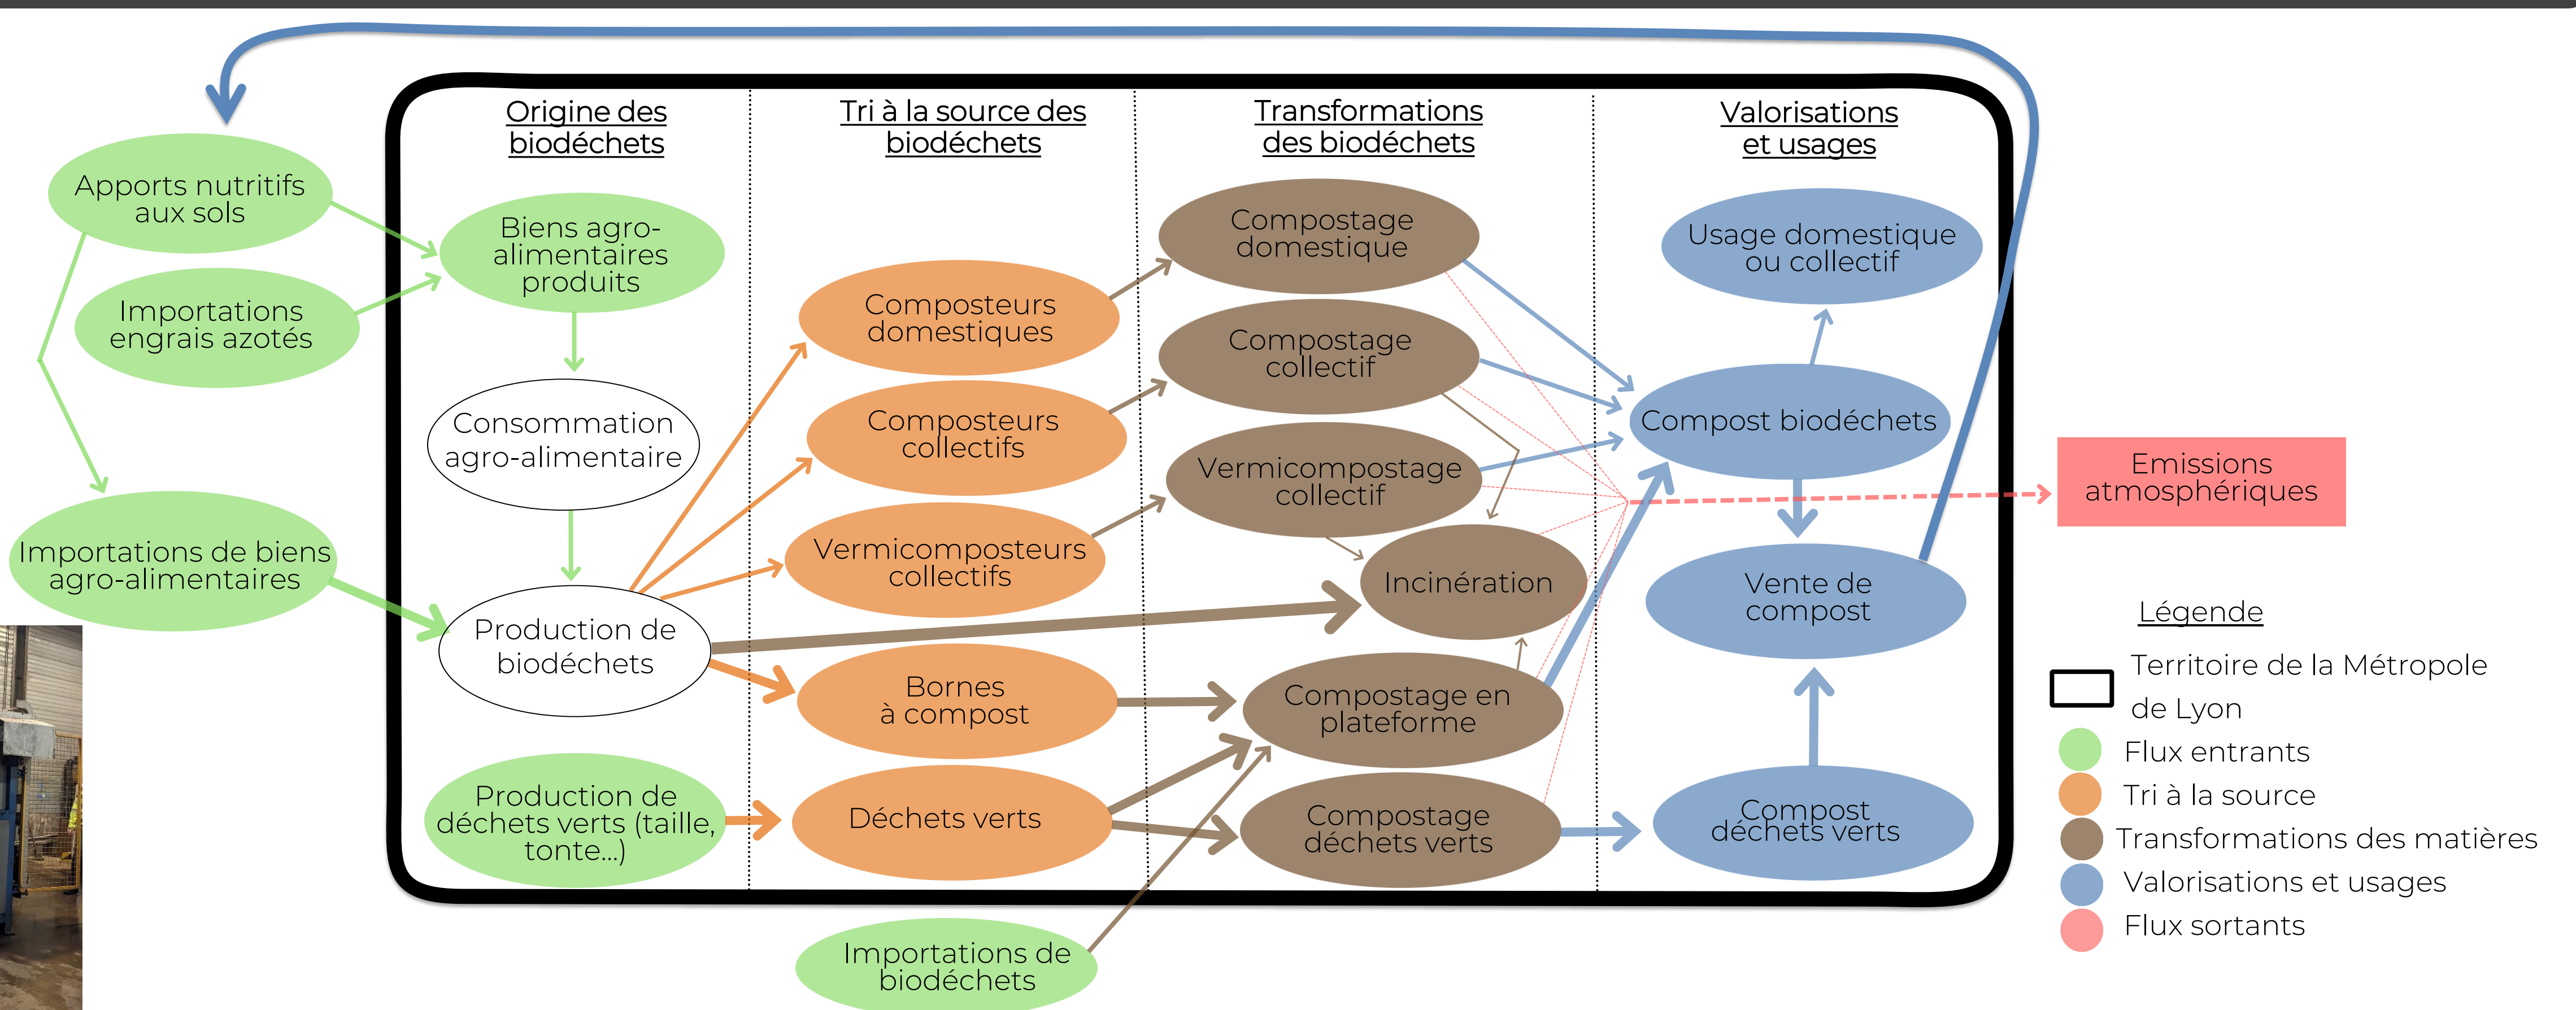 Origine des
biodéchets
Tri à la source des
biodéchets
Transformations
des biodéchets
Valorisations
et usages
Apports nutritifs
aux sols
Importations
engrais azotés
Importations de biens
agro-alimentaires
Biens agro-
alimentaires
produits
Consommation
agro-alimentaire
Production de
biodéchets
Production de
déchets verts (taille,
tonte...)
Composteurs
domestiques
Composteurs
collectifs
Vermicomposteurs
collectifs
Bornes
à compost
Déchets verts
Importations de
biodéchets
Compostage
domestique
Compostage
collectif
Vermicompostage
collectif
Incinération
Compostage en
plateforme
Compostage
déchets verts
Usage domestique
ou collectif
Compost biodéchets
Vente de
compost
Compost
déchets verts
Emissions
atmosphériques
Légende
Territoire de la Métropole
de Lyon
Flux entrants
Tri à la source
Transformations des matières
Valorisations et usages
Flux sortants